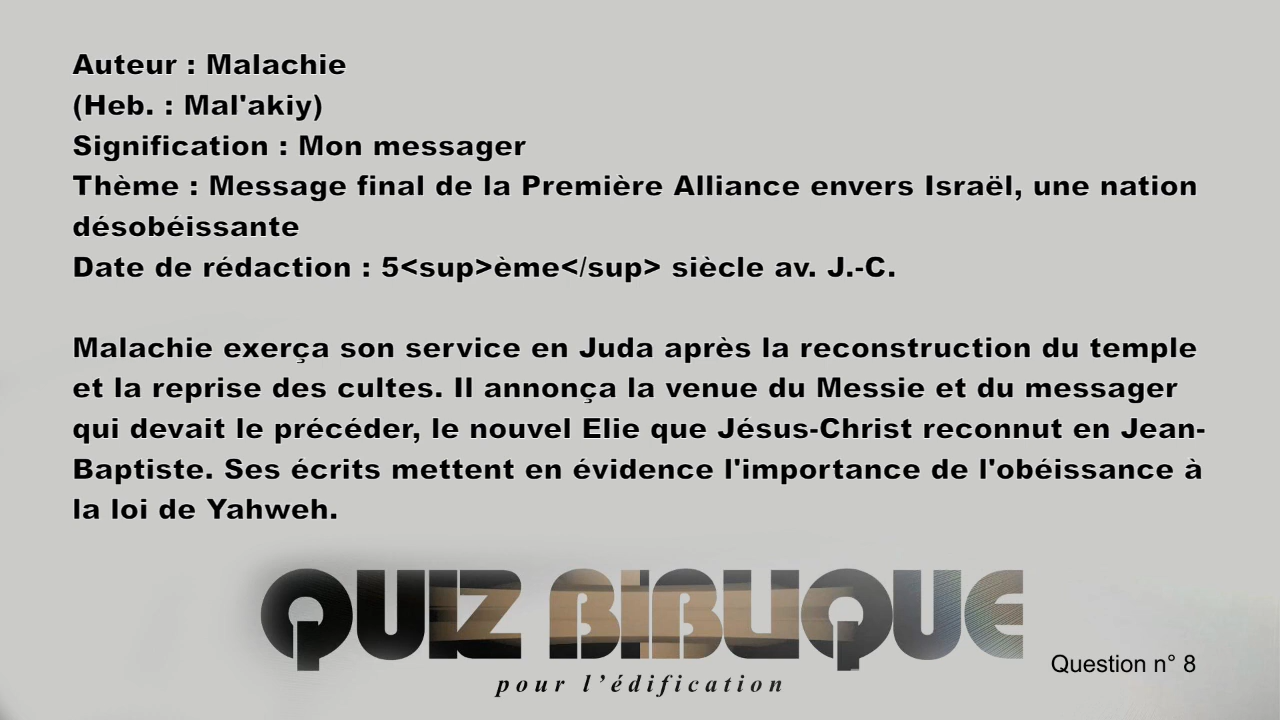 Auteur : Malachie
(Heb. : Mal'akiy)
Signification : Mon messager
Thème : Message final de la Première Alliance envers Israël, une nation
désobéissante
Date de rédaction : 5<sup>ème</sup> siècle av. J.-C.
Malachie exerça son service en Juda après la reconstruction du temple
et la reprise des cultes. Il annonça la venue du Messie et du messager
qui devait le précéder, le nouvel Elie que Jésus-Christ reconnut en Jean-
Baptiste. Ses écrits mettent en évidence l'importance de l'obéissance à
la loi de Yahweh.
QUIZ BIBLIQUE
pour l’édification
Question n° 8